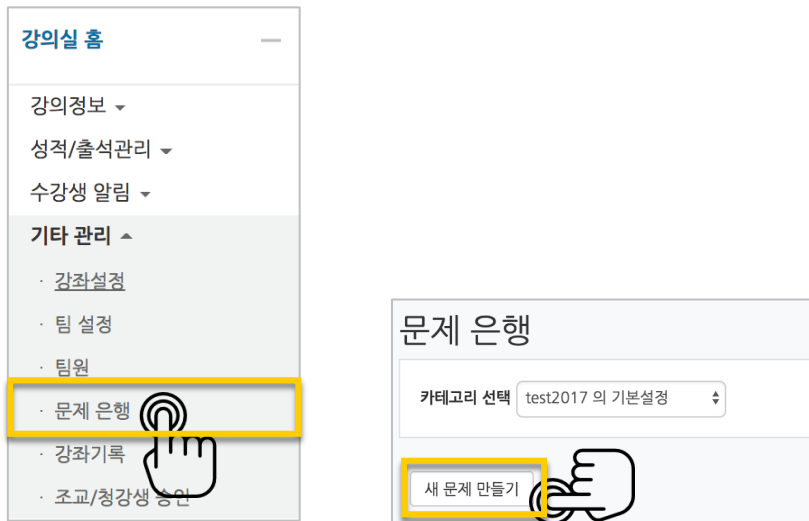 강의실 홈
강의정보
성적/출석관리
수강생 알림
기타 관리
· 강좌설정
· 팀 설정
· 팀원
· 문제 은행
· 강좌기록
· 조교/청강생 승인
문제 은행
카테고리 선택 test2017 의 기본설정
새 문제 만들기